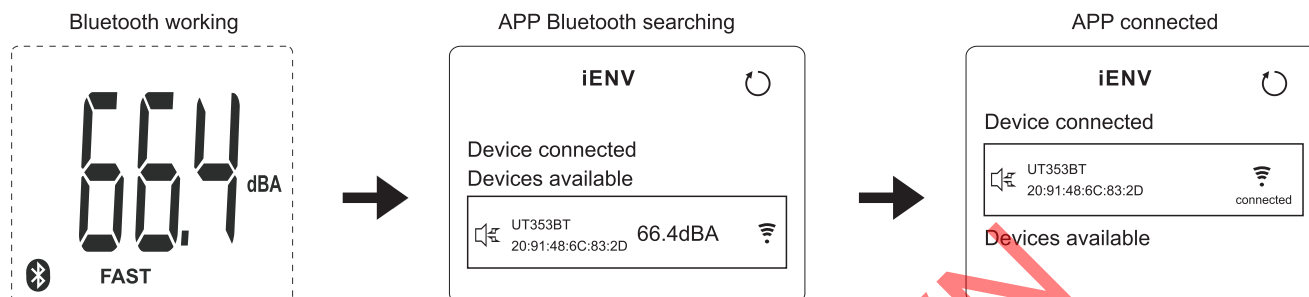 Bluetooth working
66.4
dBA
FAST
APP Bluetooth searching
iENV
Device connected
Devices available
UT353BT
20:91:48:6C:83:2D
66.4dBA
APP connected
iENV
Device connected
UT353BT
20:91:48:6C:83:2D
connected
Devices available